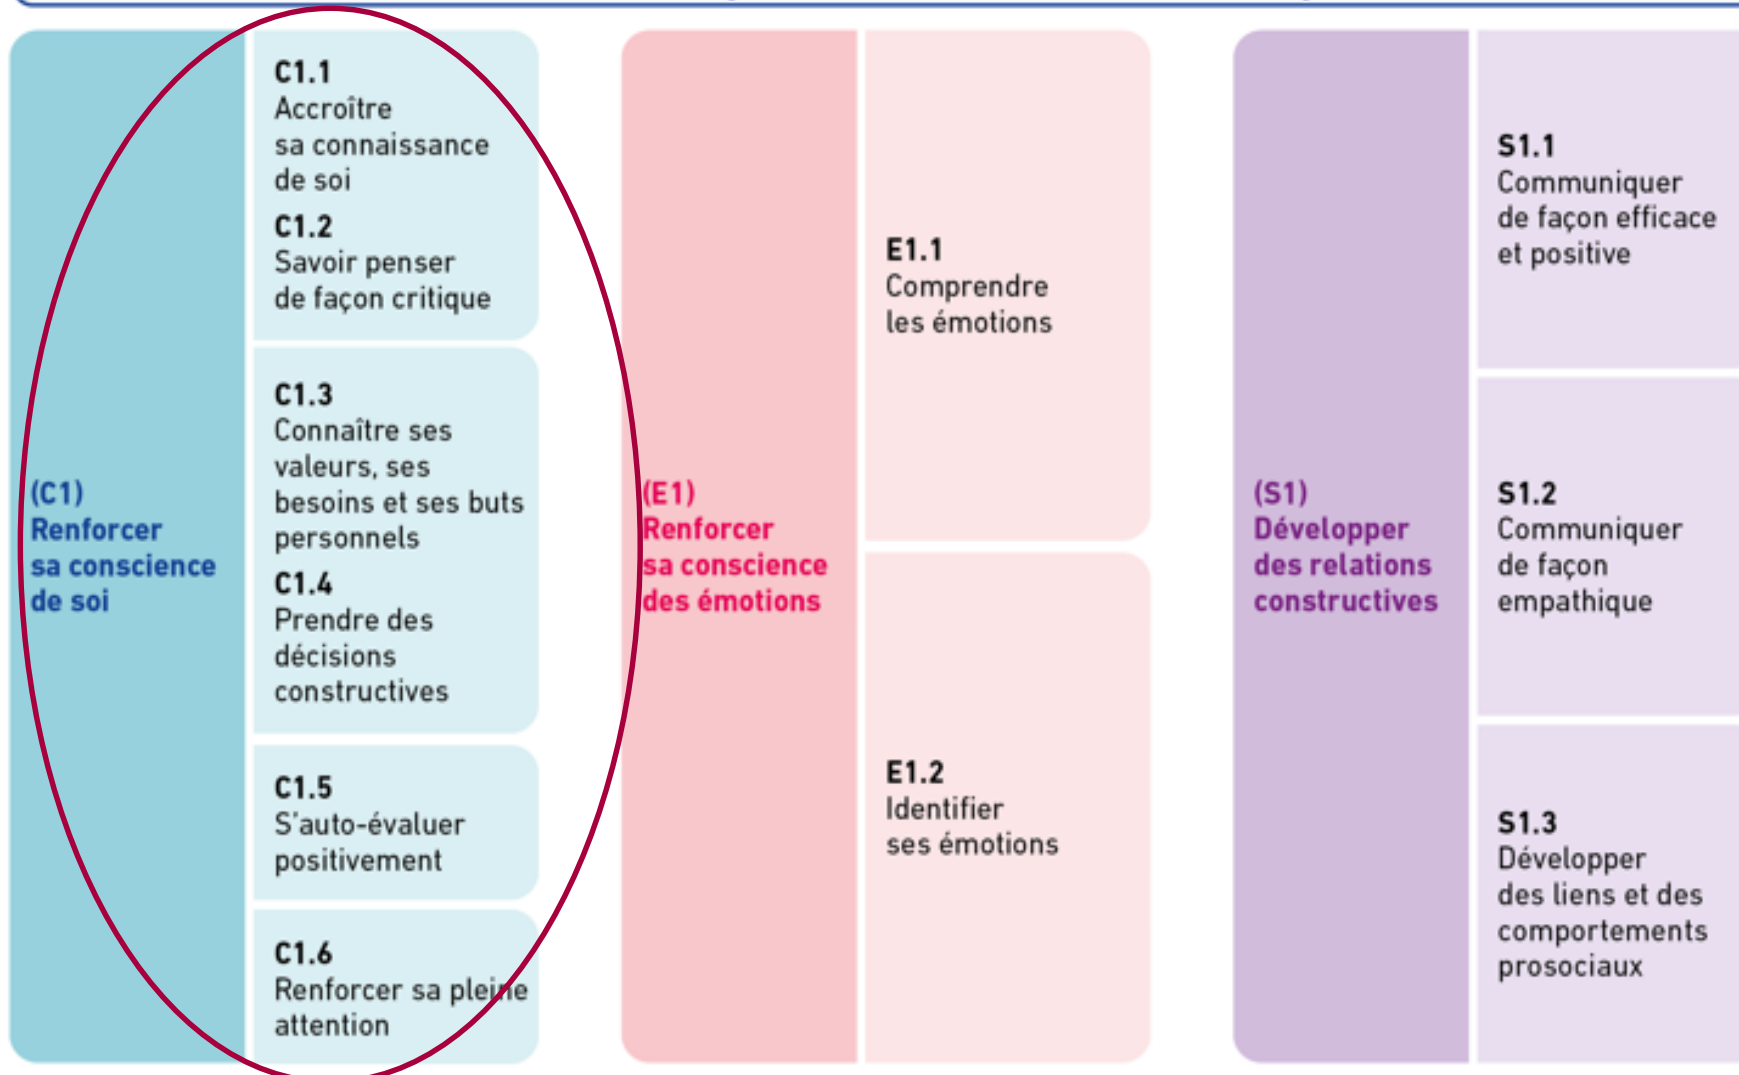 (C1)
Renforcer
sa conscience
de soi
C1.1
Accroître
sa connaissance
de soi
C1.2
Savoir penser
de façon critique
C1.3
Connaître ses
valeurs, ses
besoins et ses buts
personnels
C1.4
Prendre des
décisions
constructives
C1.5
S'auto-évaluer
positivement
C1.6
Renforcer sa pleine
attention
(E1)
Renforcer
sa conscience
des émotions
E1.1
Comprendre
les émotions
E1.2
Identifier
ses émotions
(S1)
Développer
des relations
constructives
S1.1
Communiquer
de façon efficace
et positive
S1.2
Communiquer
de façon
empathique
S1.3
Développer
des liens et des
comportements
prosociaux